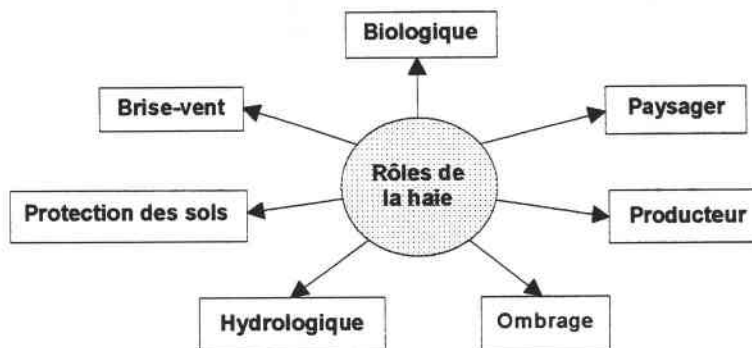 Biologique
Brise-vent
Paysager
Rôles de
la haie
Protection des sols
Producteur
Hydrologique
Ombrage